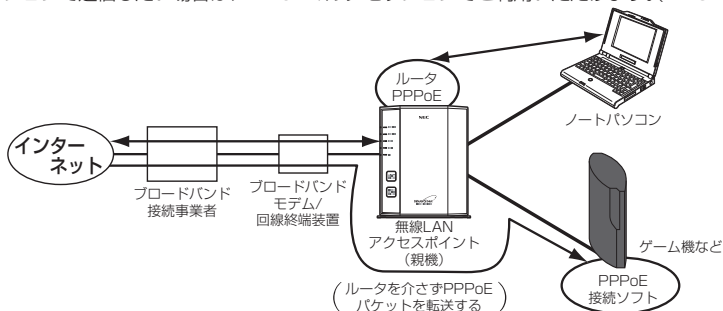 ルータ
PPPoE
NEC
ノートパソコン
インター
ネット
ブロードバンド
接続事業者
ブロードバンド
モデム/
回線終端装置
無線LAN
アクセスポイント
（親機）
ゲーム機など
PPPoE
接続ソフト
ルータを介さずPPPoE
パケットを転送する